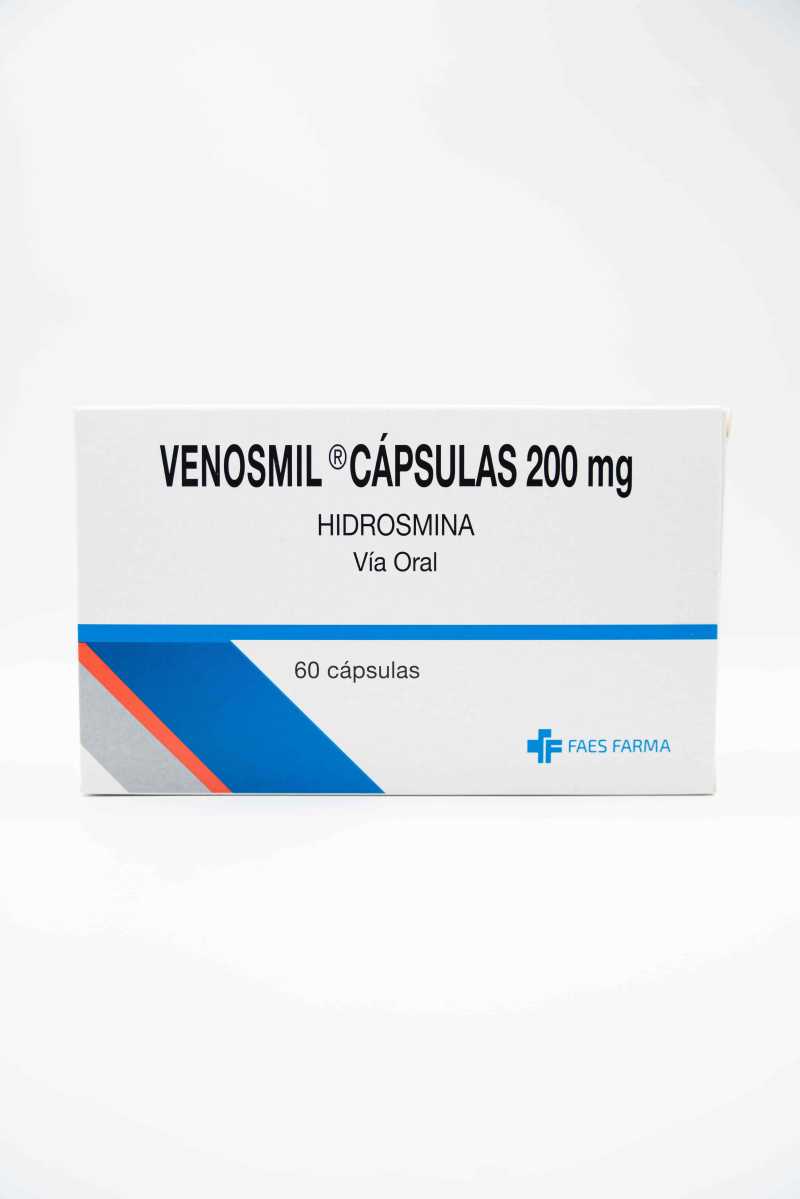 VENOSMIL ® CÁPSULAS 200 mg
HIDROSMINA
Vía Oral
60 cápsulas
FAES FARMA